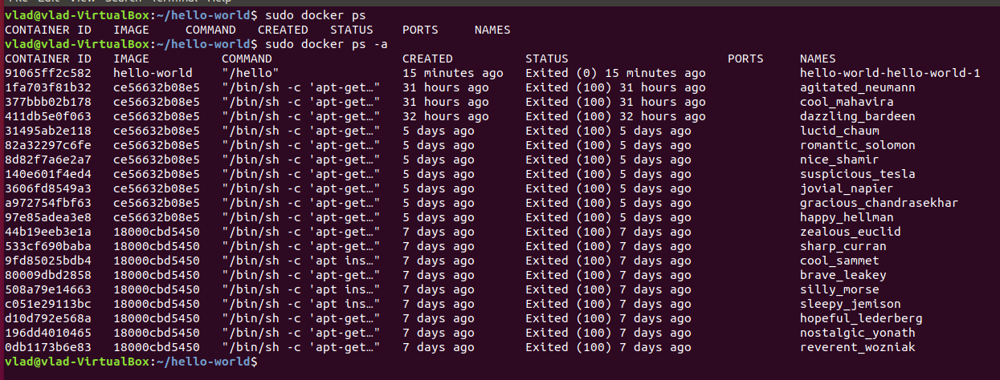 File Edit View Search Terminal Help
vlad@vlad-VirtualBox:~/hello-world$ sudo docker ps
CONTAINER ID   IMAGE     COMMAND   CREATED   STATUS    PORTS     NAMES
vlad@vlad-VirtualBox:~/hello-world$ sudo docker ps -a
CONTAINER ID   IMAGE          COMMAND                  CREATED          STATUS                      PORTS     NAMES
91065ff2c582   hello-world    "/hello"                 15 minutes ago   Exited (0) 15 minutes ago             hello-world-hello-world-1
1fa703f81b32   ce56632b08e5   "/bin/sh -c 'apt-get…"   31 hours ago     Exited (100) 31 hours ago             agitated_neumann
377bbb02b178   ce56632b08e5   "/bin/sh -c 'apt-get…"   31 hours ago     Exited (100) 31 hours ago             cool_mahavira
411db5e0f063   ce56632b08e5   "/bin/sh -c 'apt-get…"   32 hours ago     Exited (100) 32 hours ago             dazzling_bardeen
31495ab2e118   ce56632b08e5   "/bin/sh -c 'apt-get…"   5 days ago       Exited (100) 5 days ago               lucid_chaum
82a32297c6fe   ce56632b08e5   "/bin/sh -c 'apt-get…"   5 days ago       Exited (100) 5 days ago               romantic_solomon
8d82f7a6e2a7   ce56632b08e5   "/bin/sh -c 'apt-get…"   5 days ago       Exited (100) 5 days ago               nice_shamir
140e601f4ed4   ce56632b08e5   "/bin/sh -c 'apt-get…"   5 days ago       Exited (100) 5 days ago               suspicious_tesla
3606fd8549a3   ce56632b08e5   "/bin/sh -c 'apt-get…"   5 days ago       Exited (100) 5 days ago               jovial_napier
a972754fbf63   ce56632b08e5   "/bin/sh -c 'apt-get…"   5 days ago       Exited (100) 5 days ago               gracious_chandrasekhar
97e85adea3e8   ce56632b08e5   "/bin/sh -c 'apt-get…"   5 days ago       Exited (100) 5 days ago               happy_hellman
44b19eeb3e1a   18000cbd5450   "/bin/sh -c 'apt-get…"   7 days ago       Exited (100) 7 days ago               zealous_euclid
533cf690baba   18000cbd5450   "/bin/sh -c 'apt-get…"   7 days ago       Exited (100) 7 days ago               sharp_curran
9fd85025bdb4   18000cbd5450   "/bin/sh -c 'apt ins…"   7 days ago       Exited (100) 7 days ago               cool_sammet
80009dbd2858   18000cbd5450   "/bin/sh -c 'apt-get…"   7 days ago       Exited (100) 7 days ago               brave_leakey
508a79e14663   18000cbd5450   "/bin/sh -c 'apt ins…"   7 days ago       Exited (100) 7 days ago               silly_morse
c051e29113bc   18000cbd5450   "/bin/sh -c 'apt ins…"   7 days ago       Exited (100) 7 days ago               sleepy_jemison
d10d792e568a   18000cbd5450   "/bin/sh -c 'apt-get…"   7 days ago       Exited (100) 7 days ago               hopeful_lederberg
196dd4010465   18000cbd5450   "/bin/sh -c 'apt-get…"   7 days ago       Exited (100) 7 days ago               nostalgic_yonath
0db1173b6e83   18000cbd5450   "/bin/sh -c 'apt-get…"   7 days ago       Exited (100) 7 days ago               reverent_wozniak
vlad@vlad-VirtualBox:~/hello-world$